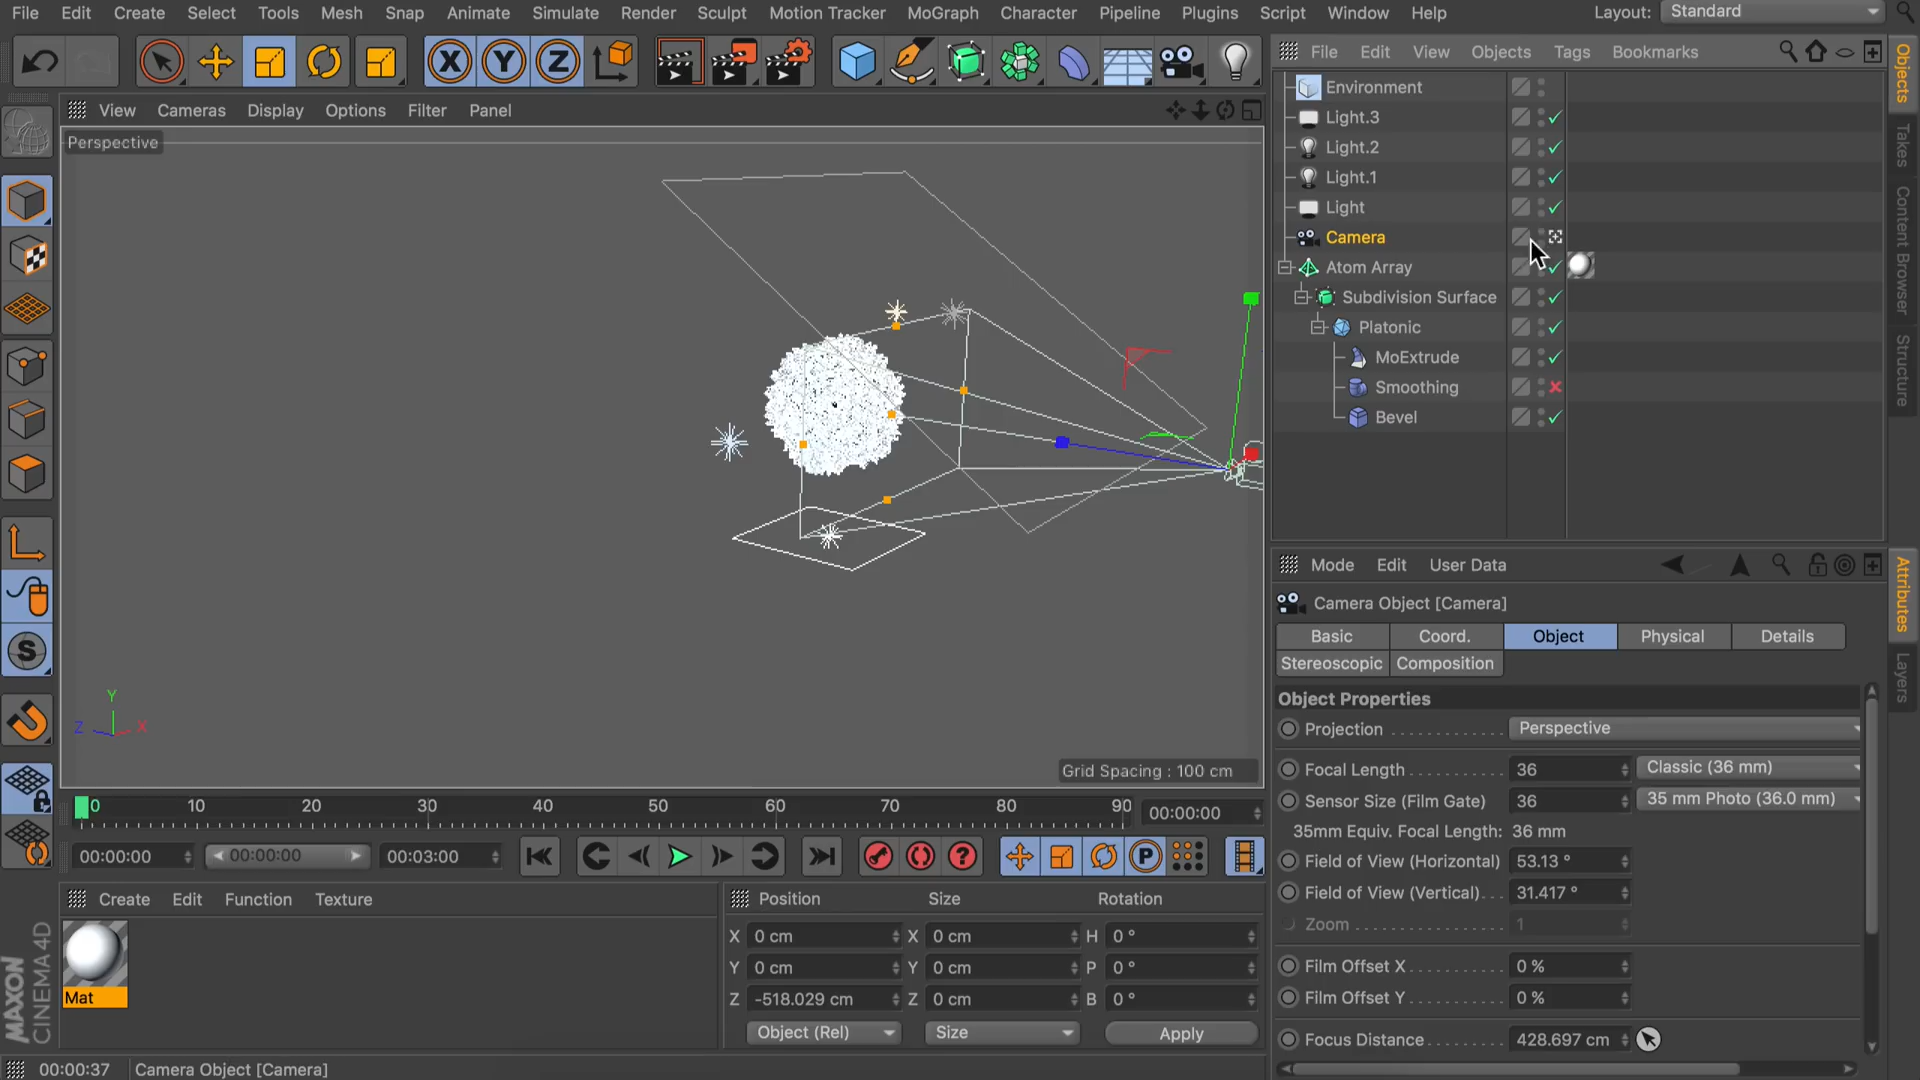 File Edit Create Select Tools Mesh Snap Animate Simulate Render Sculpt Motion Tracker MoGraph Character Pipeline Plugins Script Window Help Layout: Standard
X Y Z
View Cameras Display Options Filter Panel
Perspective
Grid Spacing : 100 cm
Y
Z X
0 10 20 30 40 50 60 70 80 90 00:00:00
00:00:00 00:00:00 00:03:00
P
S
Create Edit Function Texture
Mat
MAXON
CINEMA 4D
Position Size Rotation
X 0 cm X 0 cm H 0 °
Y 0 cm Y 0 cm P 0 °
Z -518.029 cm Z 0 cm B 0 °
Object (Rel) Size Apply
00:00:37 Camera Object [Camera]
File Edit View Objects Tags Bookmarks
Environment
Light.3
Light.2
Light.1
Light
Camera
Atom Array
Subdivision Surface
Platonic
MoExtrude
Smoothing
Bevel
Objects
Takes
Content Browser
Structure
Mode Edit User Data
Camera Object [Camera]
Basic Coord. Object Physical Details
Stereoscopic Composition
Object Properties
Projection . . . . . . . . . . . . Perspective
Focal Length . . . . . . . . . . 36 Classic (36 mm)
Sensor Size (Film Gate) 36 35 mm Photo (36.0 mm)
35mm Equiv. Focal Length: 36 mm
Field of View (Horizontal) 53.13 °
Field of View (Vertical) . . . 31.417 °
Zoom . . . . . . . . . . . . . . . . . 1
Film Offset X . . . . . . . . . . 0 %
Film Offset Y . . . . . . . . . . 0 %
Focus Distance . . . . . . . . 428.697 cm
Attributes
Layers